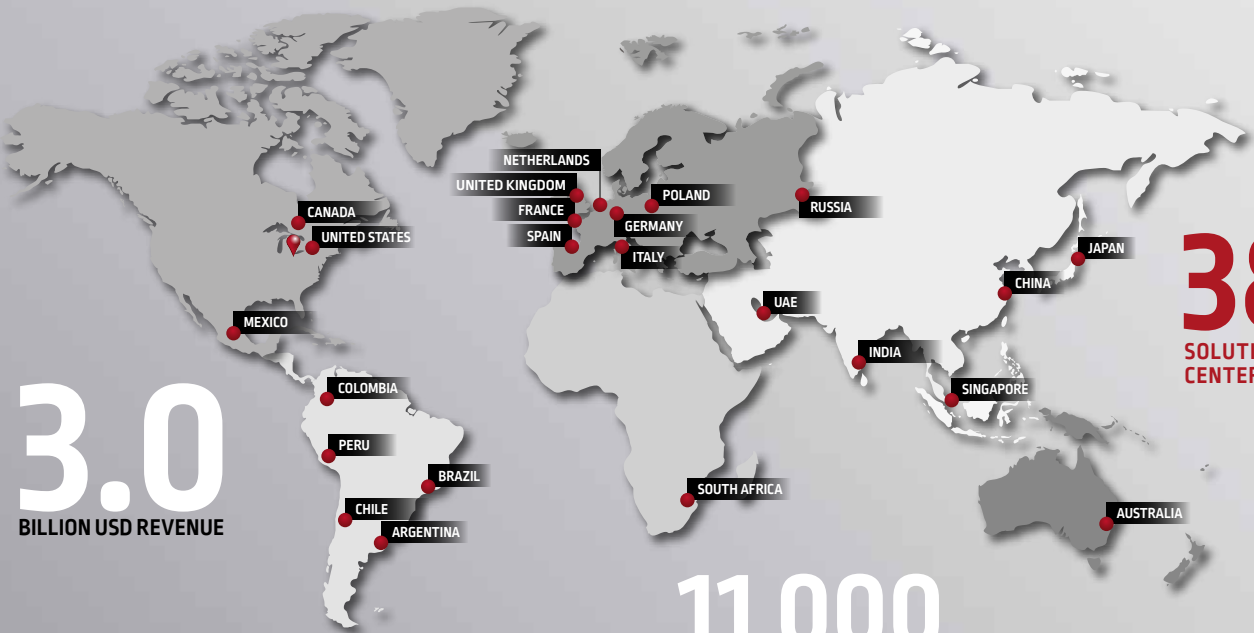 NETHERLANDS
UNITED KINGDOM
POLAND
FRANCE
RUSSIA
CANADA
GERMANY
UNITED STATES
SPAIN
ITALY
JAPAN
CHINA
UAE
MEXICO
INDIA
COLOMBIA
SINGAPORE
3.0
BILLION USD REVENUE
PERU
BRAZIL
SOUTH AFRICA
CHILE
AUSTRALIA
ARGENTINA